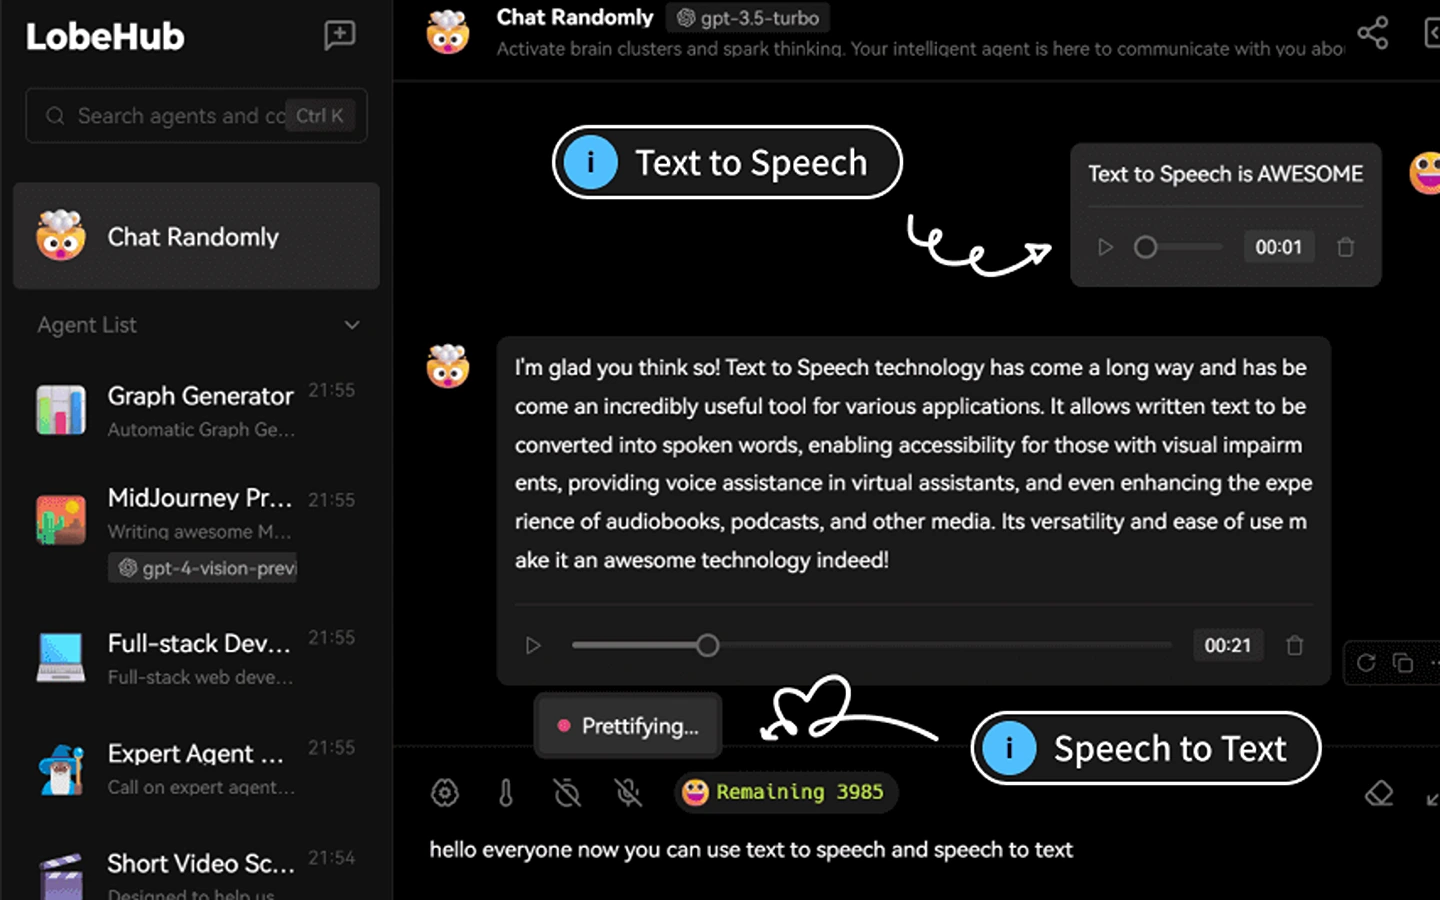 LobeHub
Search agents and co
Ctrl K
Chat Randomly
Agent List
Graph Generator 21:55
Automatic Graph Ge...
MidJourney Pr... 21:55
Writing awesome M...
gpt-4-vision-previ
Full-stack Dev... 21:55
Full-stack web deve...
Expert Agent ... 21:55
Call on expert agent...
Short Video Sc... 21:54
Designed to help us
Chat Randomly gpt-3.5-turbo
Activate brain clusters and spark thinking. Your intelligent agent is here to communicate with you abo
i Text to Speech
Text to Speech is AWESOME
00:01
I'm glad you think so! Text to Speech technology has come a long way and has be
come an incredibly useful tool for various applications. It allows written text to be
converted into spoken words, enabling accessibility for those with visual impairm
ents, providing voice assistance in virtual assistants, and even enhancing the expe
rience of audiobooks, podcasts, and other media. Its versatility and ease of use m
ake it an awesome technology indeed!
00:21
Prettifying...
i Speech to Text
Remaining 3985
hello everyone now you can use text to speech and speech to text